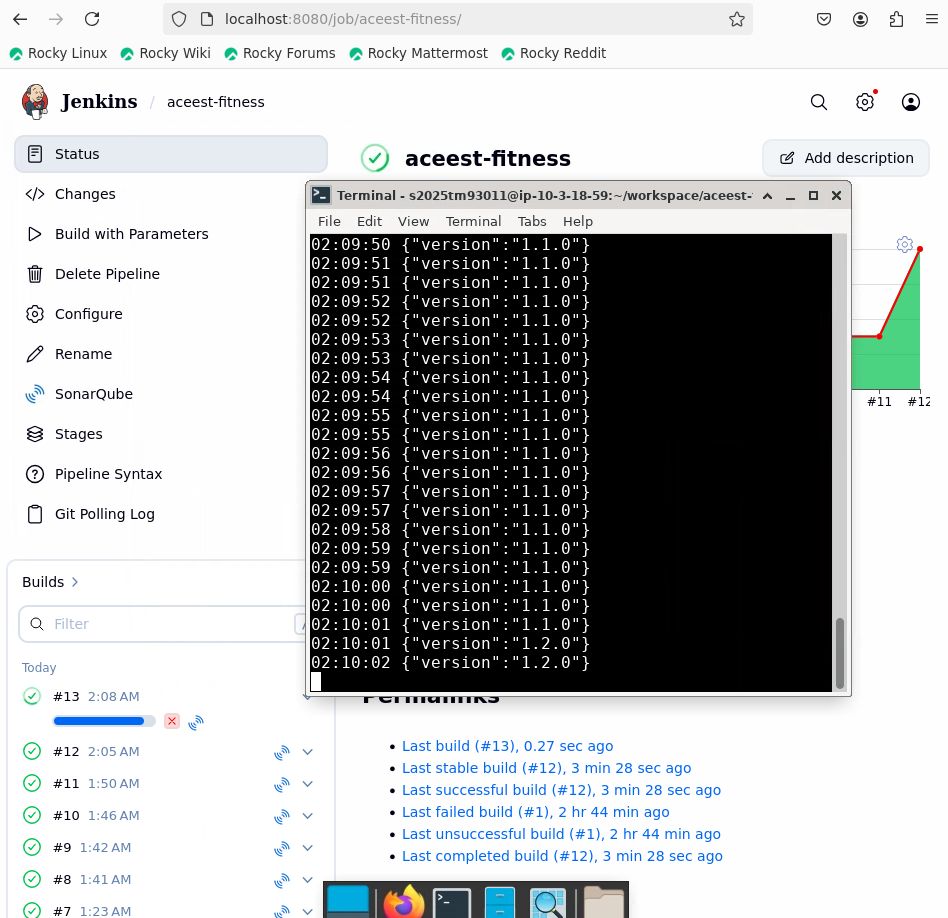 localhost:8080/job/aceest-fitness/
Rocky Linux Rocky Wiki Rocky Forums Rocky Mattermost Rocky Reddit
Jenkins / aceest-fitness
Status
Changes
Build with Parameters
Delete Pipeline
Configure
Rename
SonarQube
Stages
Pipeline Syntax
Git Polling Log
Builds
Filter
Today
#13 2:08 AM
#12 2:05 AM
#11 1:50 AM
#10 1:46 AM
#9 1:42 AM
#8 1:41 AM
#7 1:23 AM
aceest-fitness
Add description
Terminal - s2025tm93011@ip-10-3-18-59:~/workspace/aceest-
File Edit View Terminal Tabs Help
02:09:50 {"version":"1.1.0"}
02:09:51 {"version":"1.1.0"}
02:09:51 {"version":"1.1.0"}
02:09:52 {"version":"1.1.0"}
02:09:52 {"version":"1.1.0"}
02:09:53 {"version":"1.1.0"}
02:09:53 {"version":"1.1.0"}
02:09:54 {"version":"1.1.0"}
02:09:54 {"version":"1.1.0"}
02:09:55 {"version":"1.1.0"}
02:09:55 {"version":"1.1.0"}
02:09:56 {"version":"1.1.0"}
02:09:56 {"version":"1.1.0"}
02:09:57 {"version":"1.1.0"}
02:09:57 {"version":"1.1.0"}
02:09:58 {"version":"1.1.0"}
02:09:59 {"version":"1.1.0"}
02:09:59 {"version":"1.1.0"}
02:10:00 {"version":"1.1.0"}
02:10:00 {"version":"1.1.0"}
02:10:01 {"version":"1.1.0"}
02:10:01 {"version":"1.2.0"}
02:10:02 {"version":"1.2.0"}
#11 #12
Permalinks
Last build (#13), 0.27 sec ago
Last stable build (#12), 3 min 28 sec ago
Last successful build (#12), 3 min 28 sec ago
Last failed build (#1), 2 hr 44 min ago
Last unsuccessful build (#1), 2 hr 44 min ago
Last completed build (#12), 3 min 28 sec ago